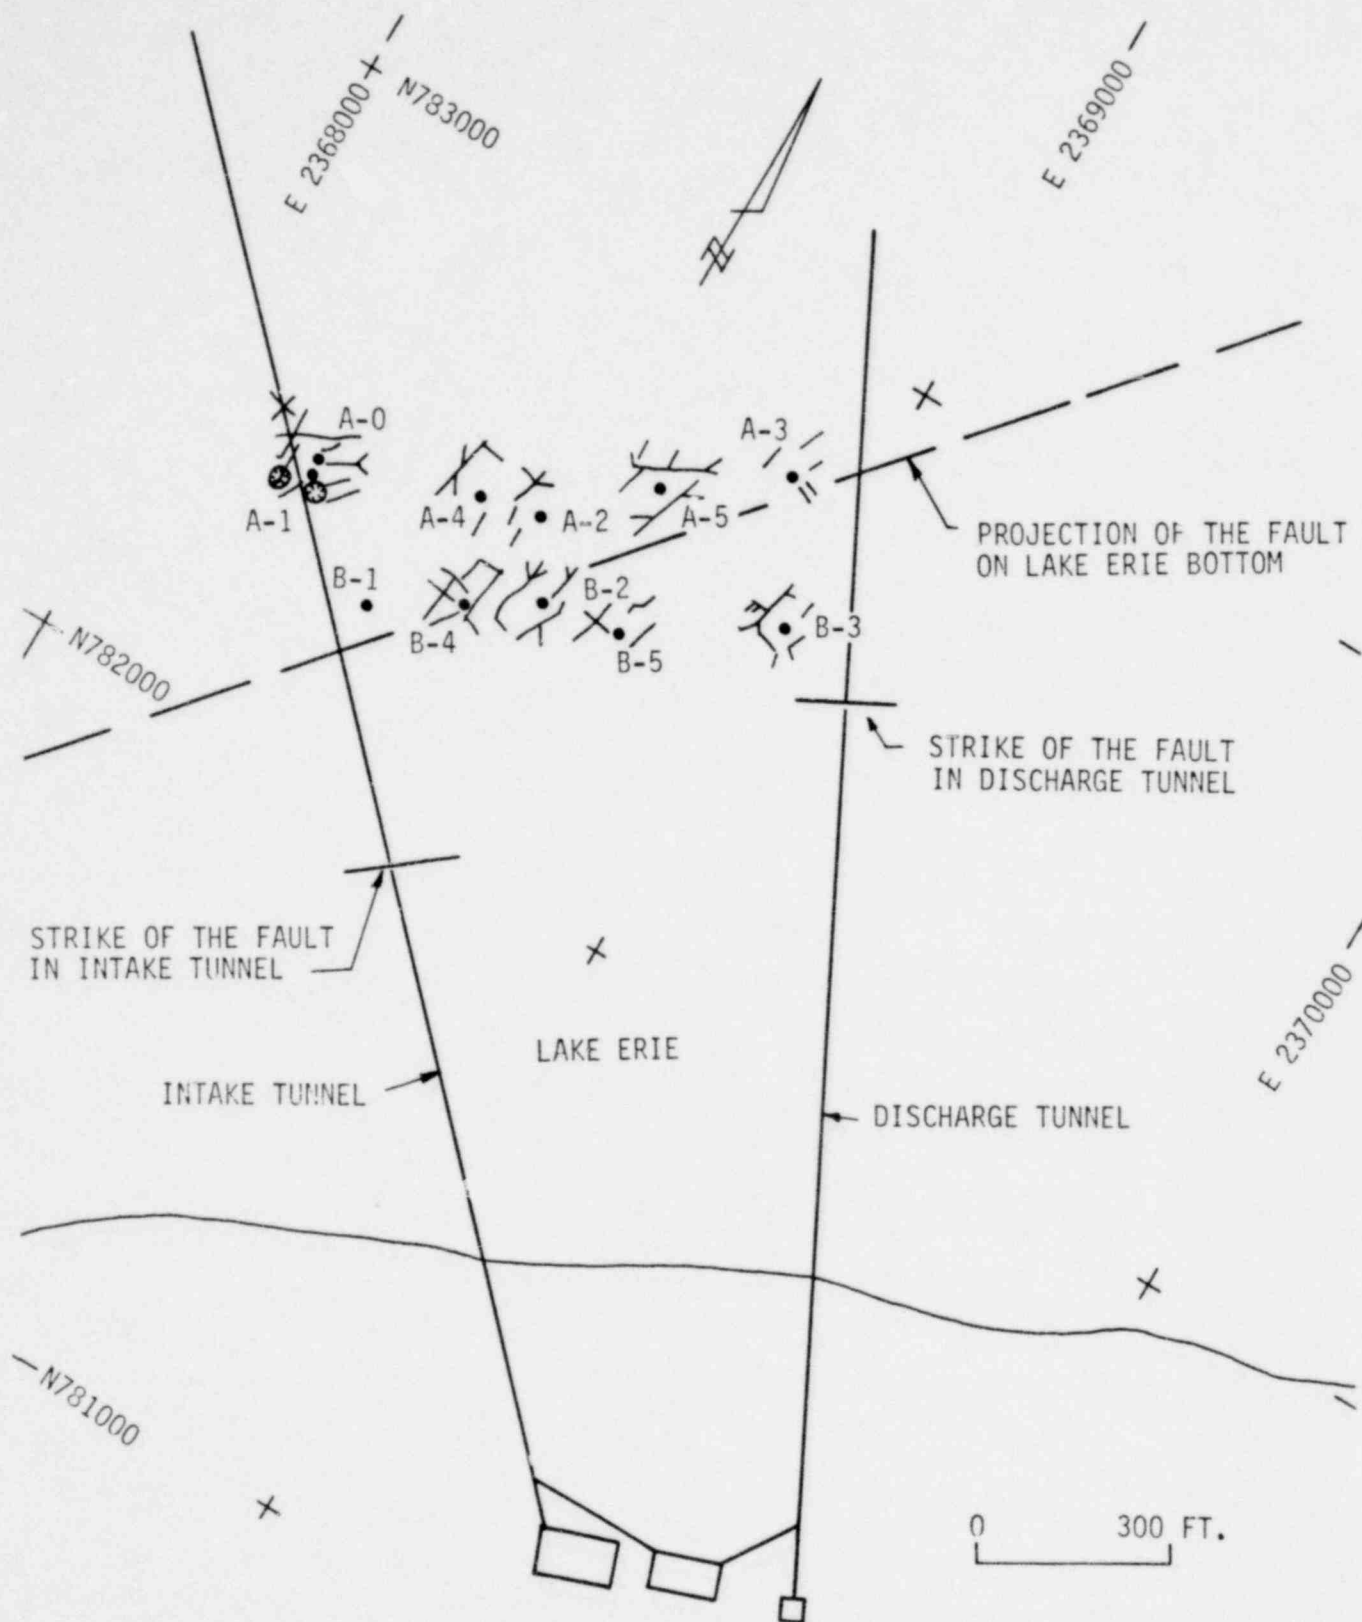 E 2368000
N783000
E 2369000
A-0
A-3
A-1
A-4
A-2
A-5
PROJECTION OF THE FAULT
ON LAKE ERIE BOTTOM
B-1
B-2
B-4
B-3
B-5
N782000
STRIKE OF THE FAULT
IN DISCHARGE TUNNEL
STRIKE OF THE FAULT
IN INTAKE TUNNEL
E 2370000
LAKE ERIE
INTAKE TUNNEL
DISCHARGE TUNNEL
N781000
0 300 FT.